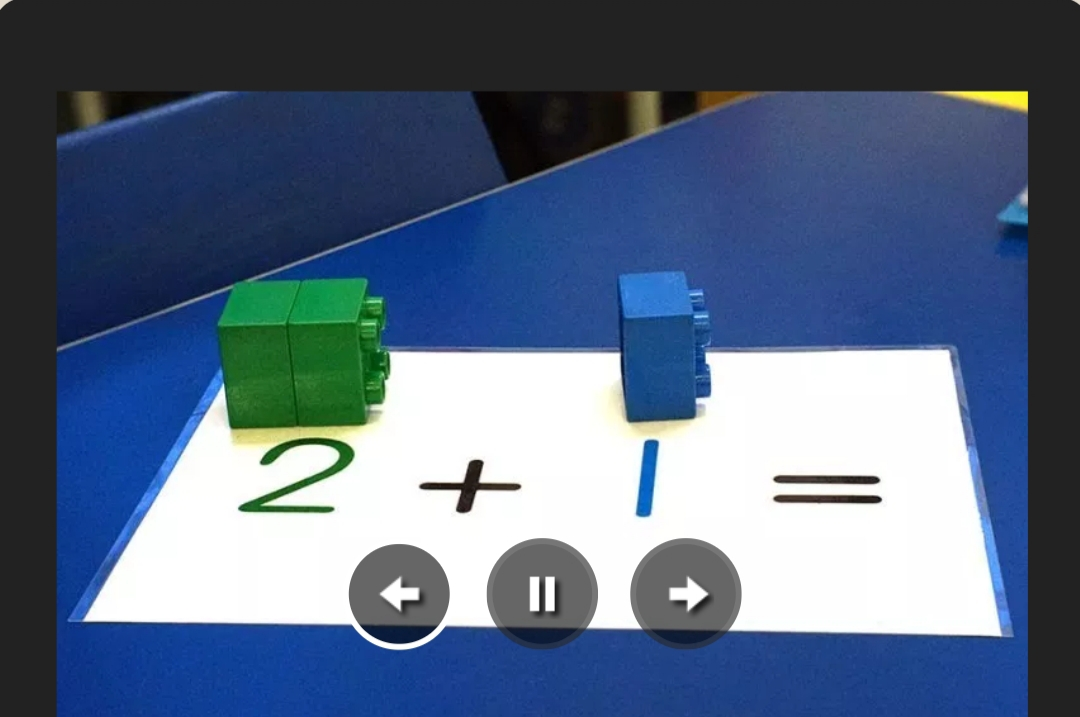 2 + 1 =